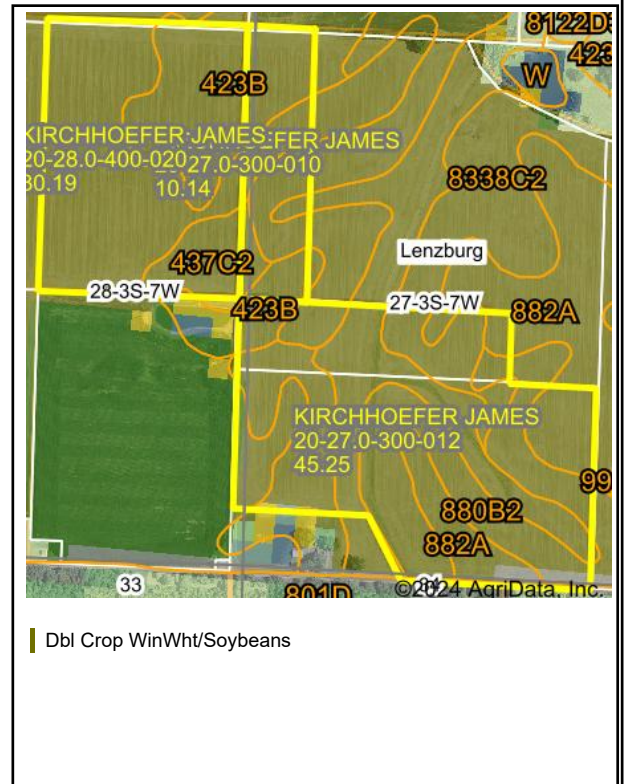 8122D
423
W
423B
KIRCHHOEFER JAMES
FER JAMES
20-28.0-400-020
27.0-300-010
30.19
10.14
8338C2
Lenzburg
437C2
28-3S-7W
423B
27-3S-7W
882A
KIRCHHOEFER JAMES
20-27.0-300-012
45.25
99
880B2
882A
33
801D
©2024 AgriData, Inc.
Dbl Crop WinWht/Soybeans